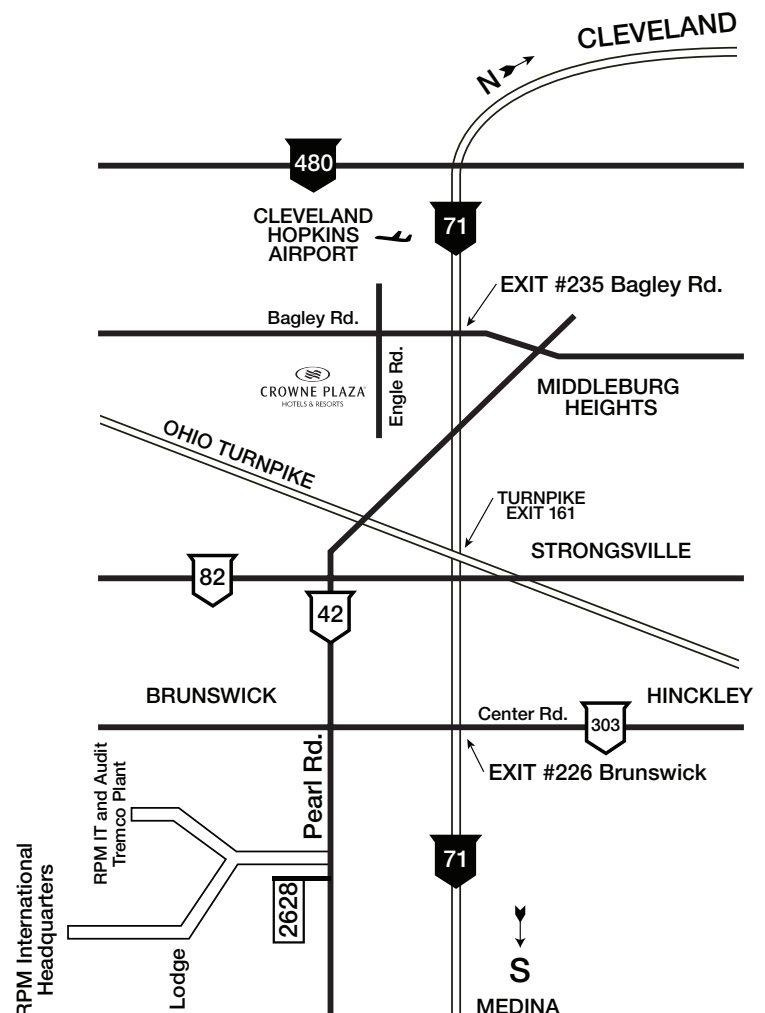 CLEVELAND
N
480
CLEVELAND
HOPKINS
AIRPORT
71
EXIT #235 Bagley Rd.
Bagley Rd.
Engle Rd.
CROWNE PLAZA
HOTELS & RESORTS
MIDDLEBURG
HEIGHTS
OHIO TURNPIKE
TURNPIKE
EXIT 161
STRONGSVILLE
82
42
BRUNSWICK
HINCKLEY
Center Rd.
303
EXIT #226 Brunswick
Pearl Rd.
RPM IT and Audit
Tremco Plant
71
2628
RPM International
Headquarters
Lodge
S
MEDINA